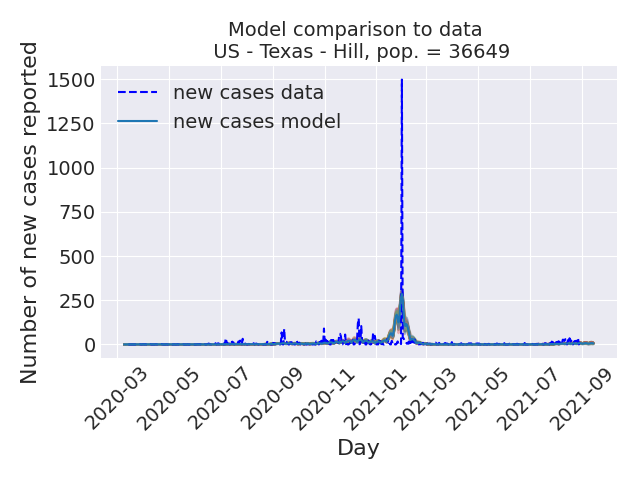 Model comparison to data
US - Texas - Hill, pop. = 36649
Number of new cases reported
1500
1250
1000
750
500
250
0
new cases data
new cases model
2020-03
2020-05
2020-07
2020-09
2020-11
2021-01
2021-03
2021-05
2021-07
2021-09
Day